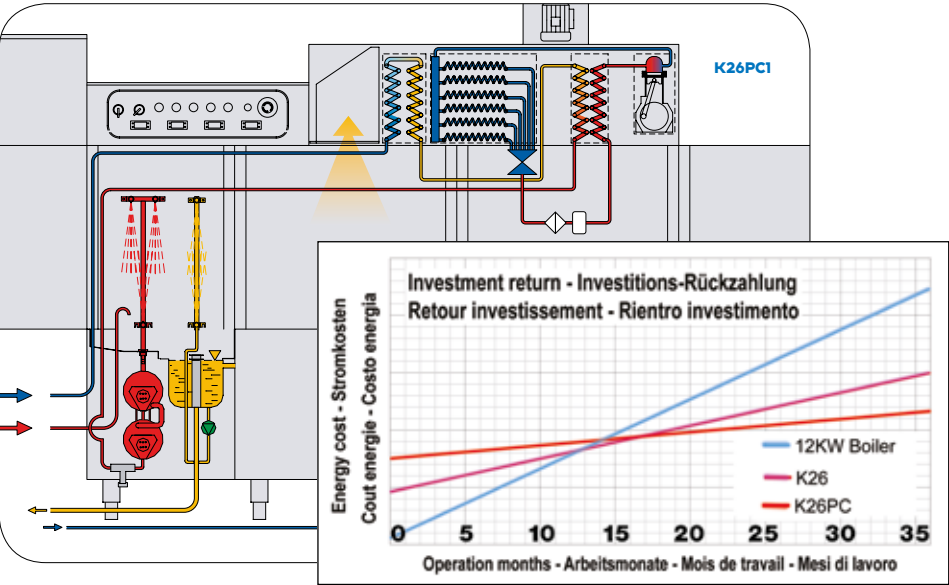 K26PC1
Investment return - Investitions-Rückzahlung
Retour investissement - Rientro investimento
Energy cost - Stromkosten
Cout energie - Costo energia
12KW Boiler
K26
K26PC
0 5 10 15 20 25 30 35
Operation months - Arbeitsmonate - Mois de travail - Mesi di lavoro